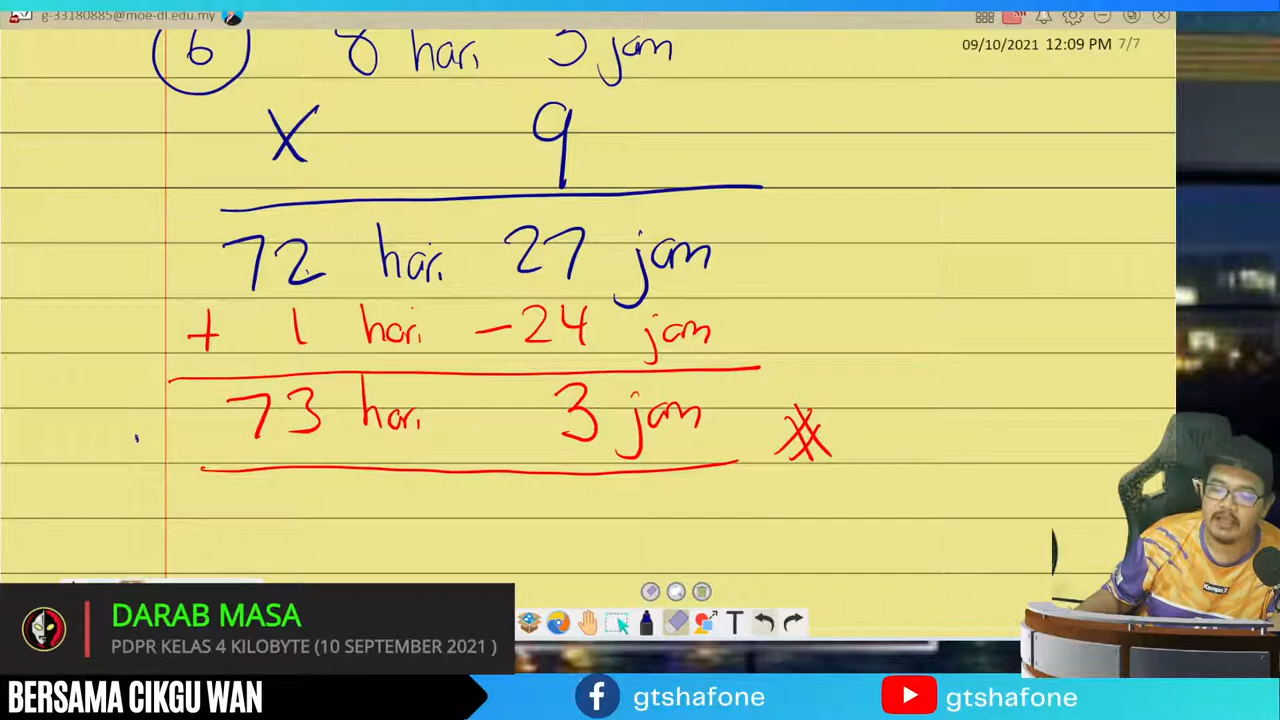 g-33180885@moe-dl.edu.my
09/10/2021 12:09 PM 7/7
6 8 hari 3 jam
X 9
72 hari 27 jam
+ 1 hari -24 jam
73 hari 3 jam
DARAB MASA
PDPR KELAS 4 KILOBYTE (10 SEPTEMBER 2021 )
T
BERSAMA CIKGU WAN
gtshafone
gtshafone